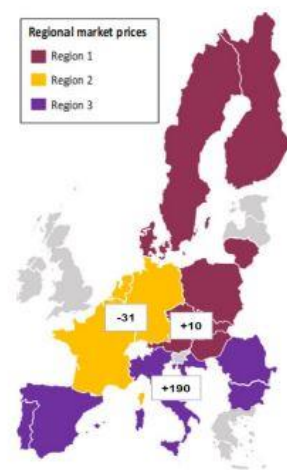 Regional market prices
Region 1
Region 2
Region 3
-31
+10
+190